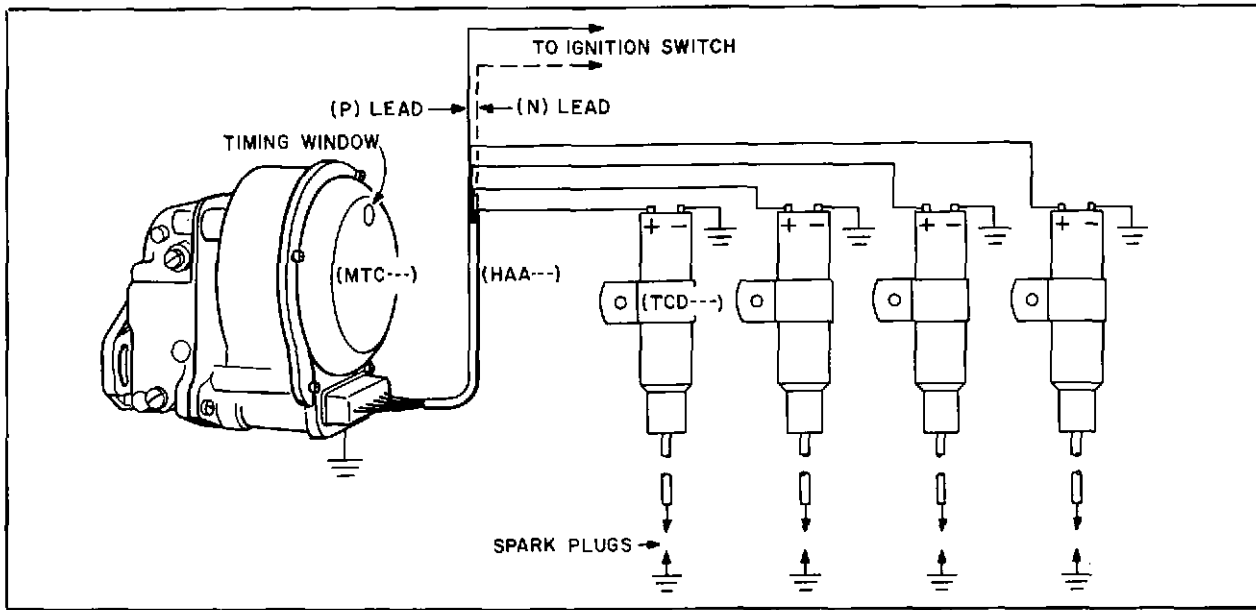 TO IGNITION SWITCH
(P) LEAD
(N) LEAD
TIMING WINDOW
(MTC---)
(HAA---)
+ -
+ -
+ -
+ -
(TCD---)
SPARK PLUGS